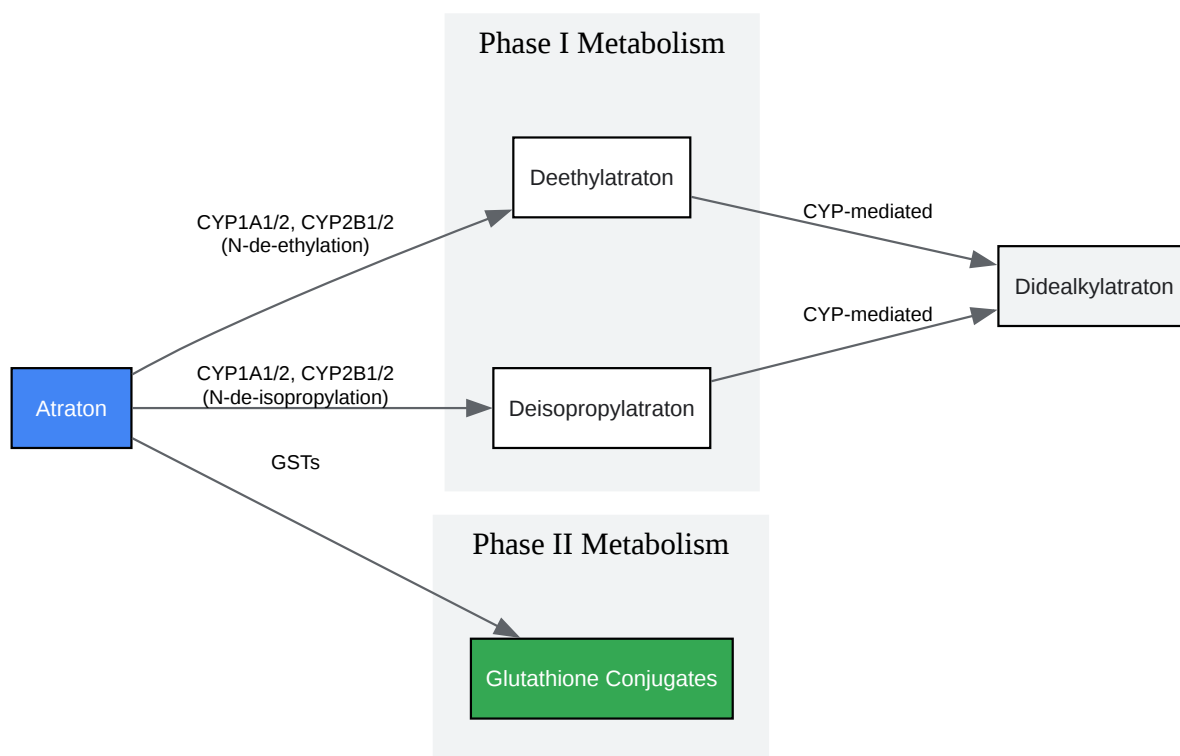 Phase I Metabolism
Deethylatraton
CYP-mediated
CYP1A1/2, CYP2B1/2
(N-de-ethylation)
Didealkylatraton
CYP-mediated
CYP1A1/2, CYP2B1/2
(N-de-isopropylation)
Atraton
Deisopropylatraton
GSTs
Phase II Metabolism
Glutathione Conjugates